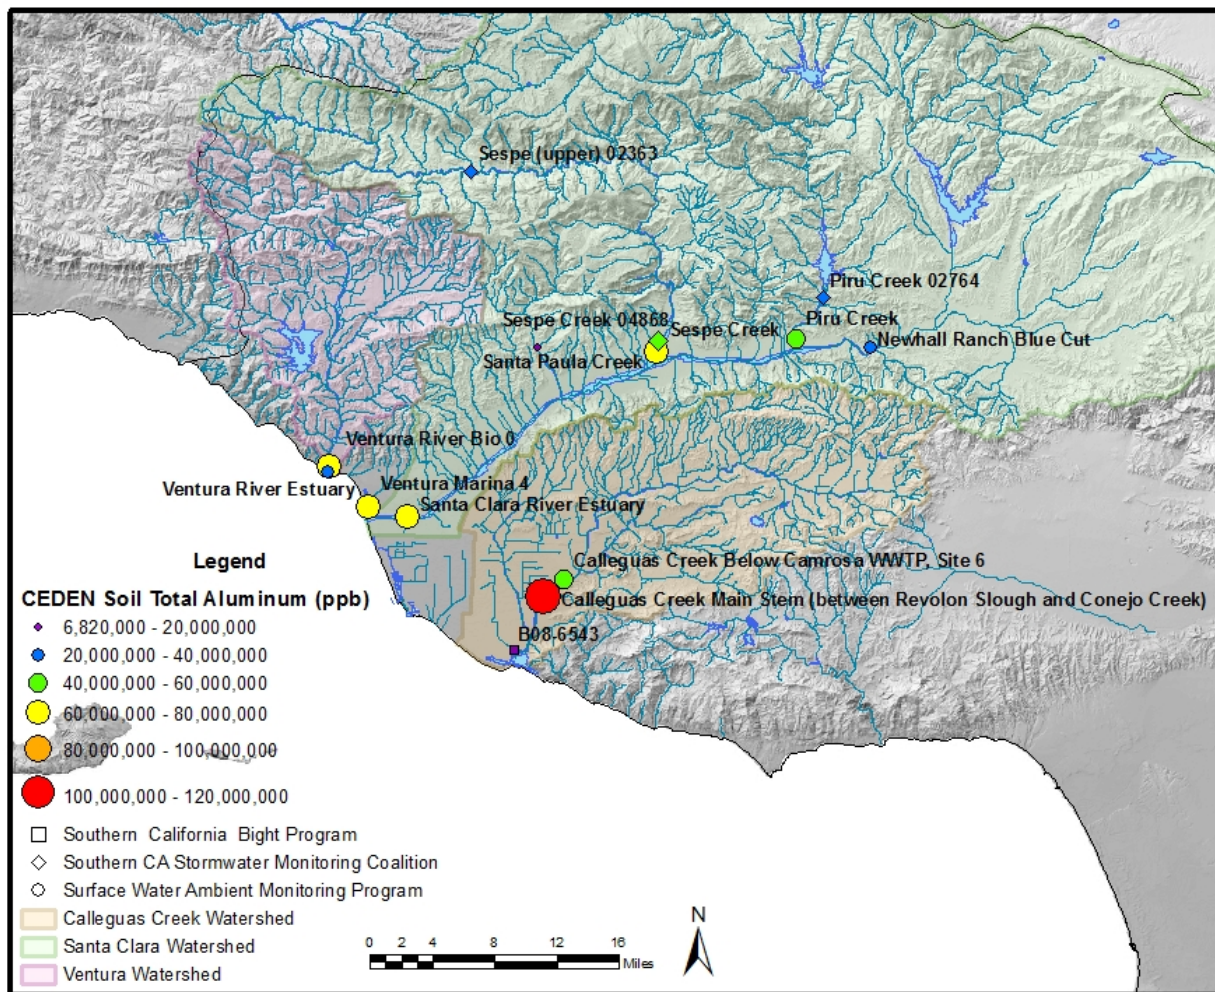 Sespe (upper) 02363
Piru Creek 02764
Sespe Creek 04868
Sespe Creek
Piru Creek
Santa Paula Creek
Newhall Ranch Blue Cut
Ventura River Bio 0
Ventura River Estuary
Ventura Marina 4
Santa Clara River Estuary
Calleguas Creek Below Camrosa WWTP, Site 6
Calleguas Creek Main Stem (between Revolon Slough and Conejo Creek)
B08-6543
Legend
CEDEN Soil Total Aluminum (ppb)
6,820,000 - 20,000,000
20,000,000 - 40,000,000
40,000,000 - 60,000,000
60,000,000 - 80,000,000
80,000,000 - 100,000,000
100,000,000 - 120,000,000
Southern California Bight Program
Southern CA Stormwater Monitoring Coalition
Surface Water Ambient Monitoring Program
Calleguas Creek Watershed
Santa Clara Watershed
Ventura Watershed
0 2 4 8 12 16
Miles
N